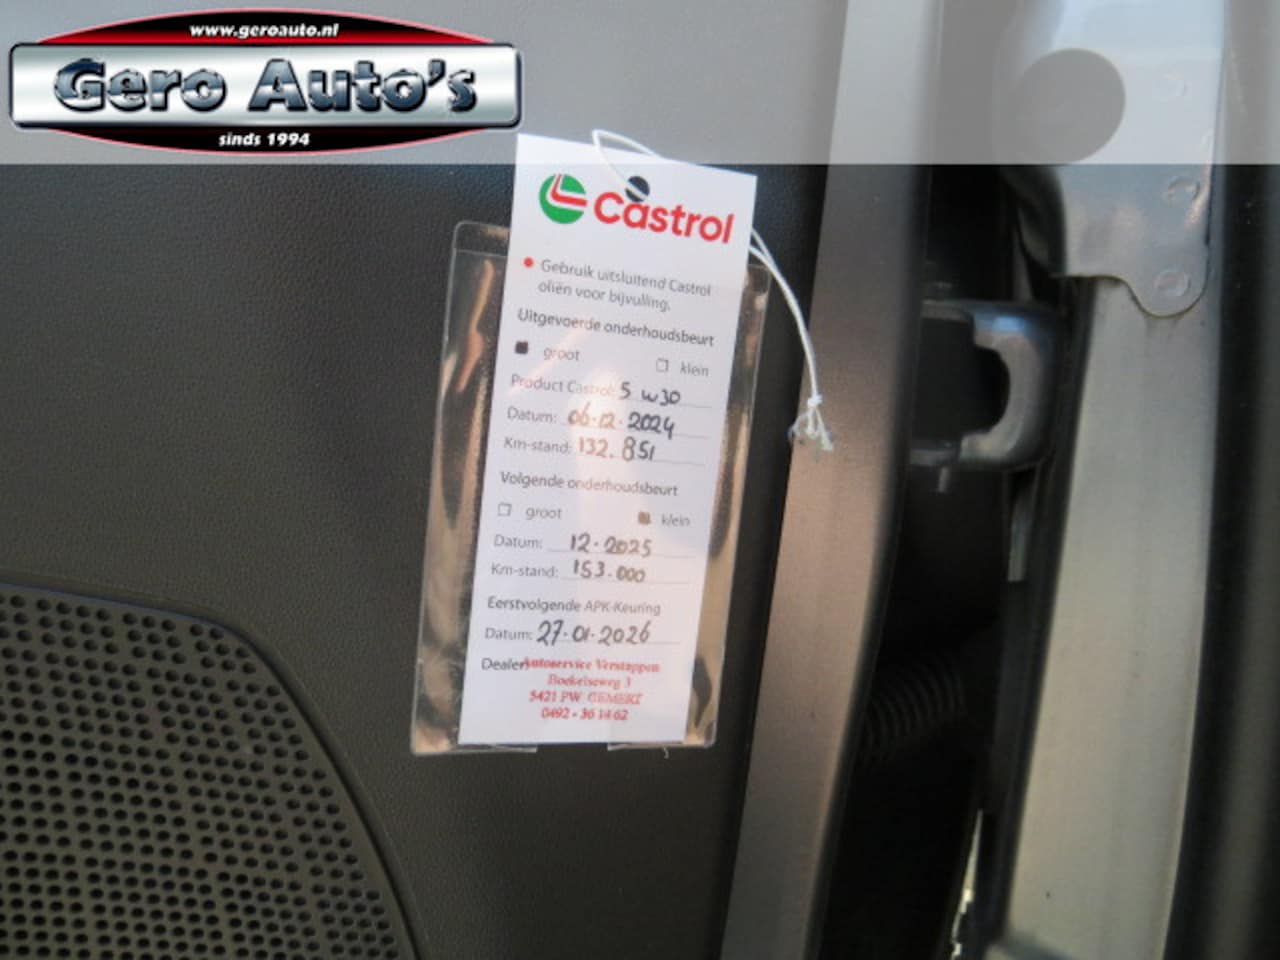 www.geroauto.nl
Gero Auto's
sinds 1994
Castrol
Gebruik uitsluitend Castrol
oliën voor bijvulling.
Uitgevoerde onderhoudsbeurt
groot klein
Product Castrol: 5 w30
Datum: 06-12-2024
Km-stand: 132.851
Volgende onderhoudsbeurt
groot klein
Datum: 12-2025
Km-stand: 153.000
Eerstvolgende APK-Keuring
Datum: 27-01-2026
Dealer Autoservice Verstappen
Boekelseweg 3
5421 PW GEMERT
0492 - 36 14 62